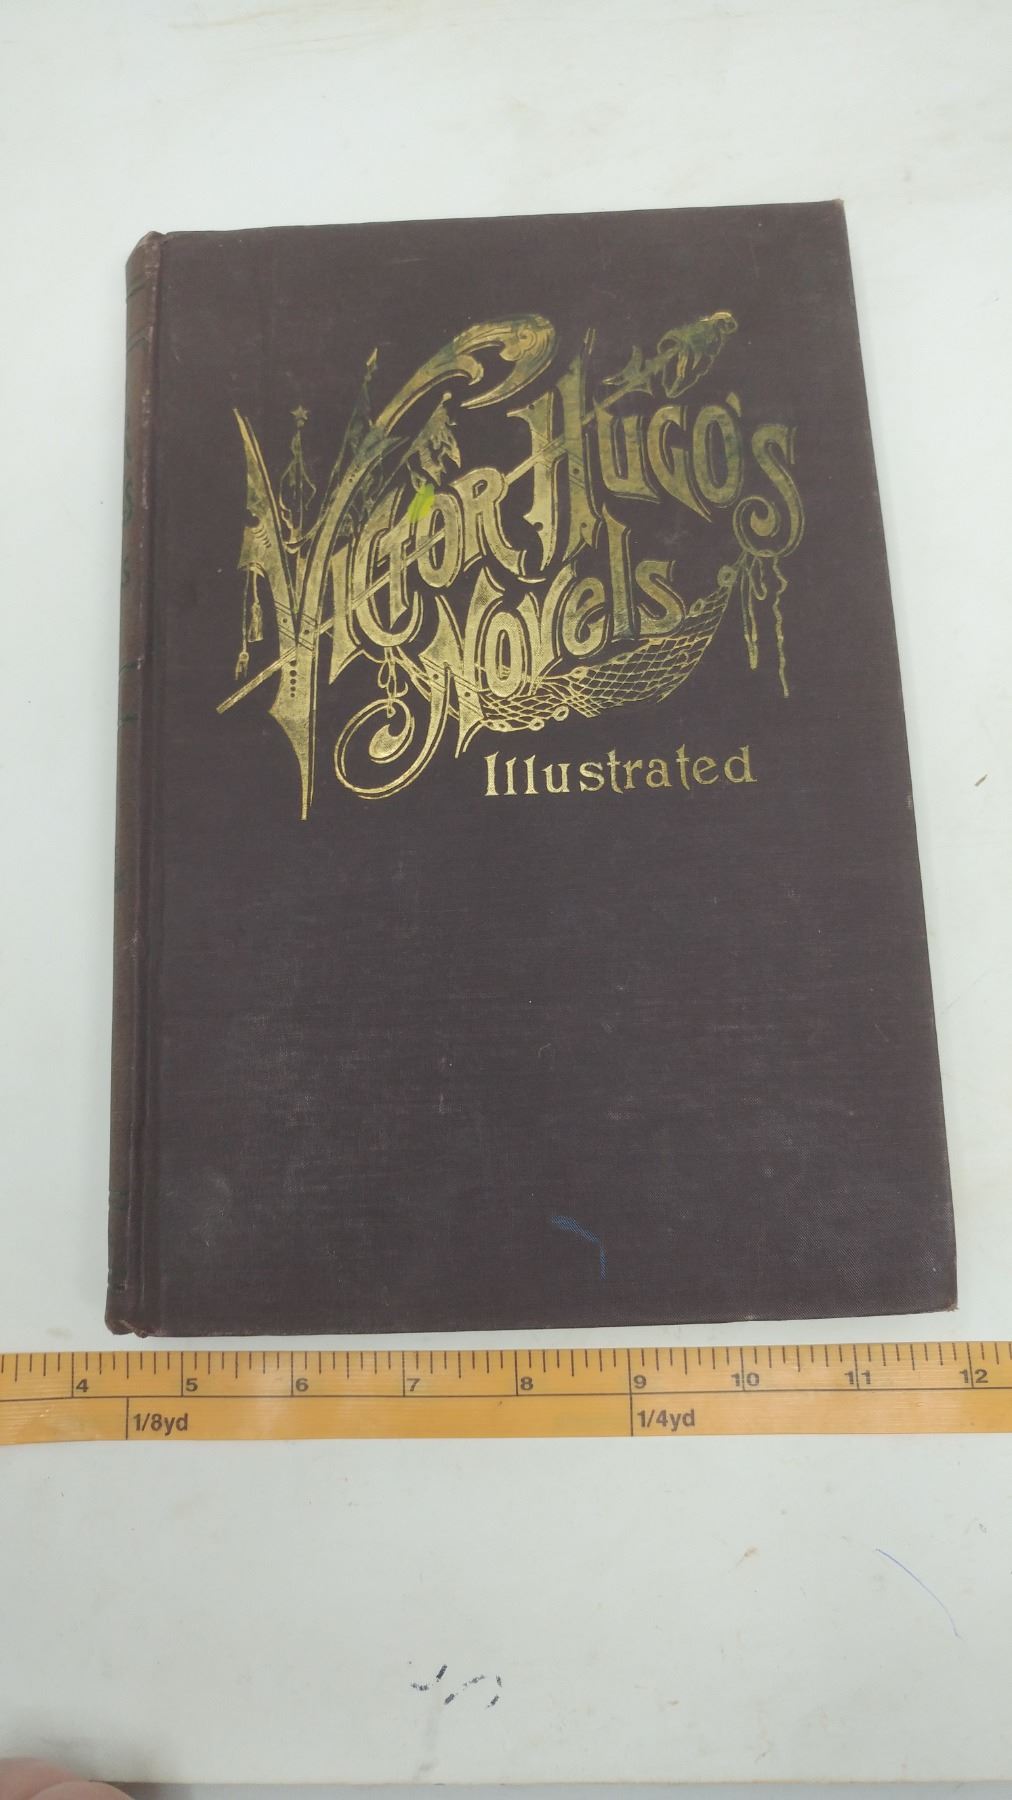 Victor Hugo's
Novels
Illustrated
4 5 6 7 8 9 10 11 12
1/8yd 1/4yd